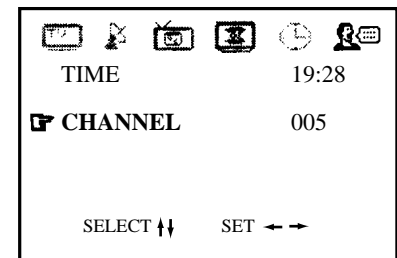 TIME 19:28
☞ CHANNEL 005
SELECT ↑↓ SET ← →